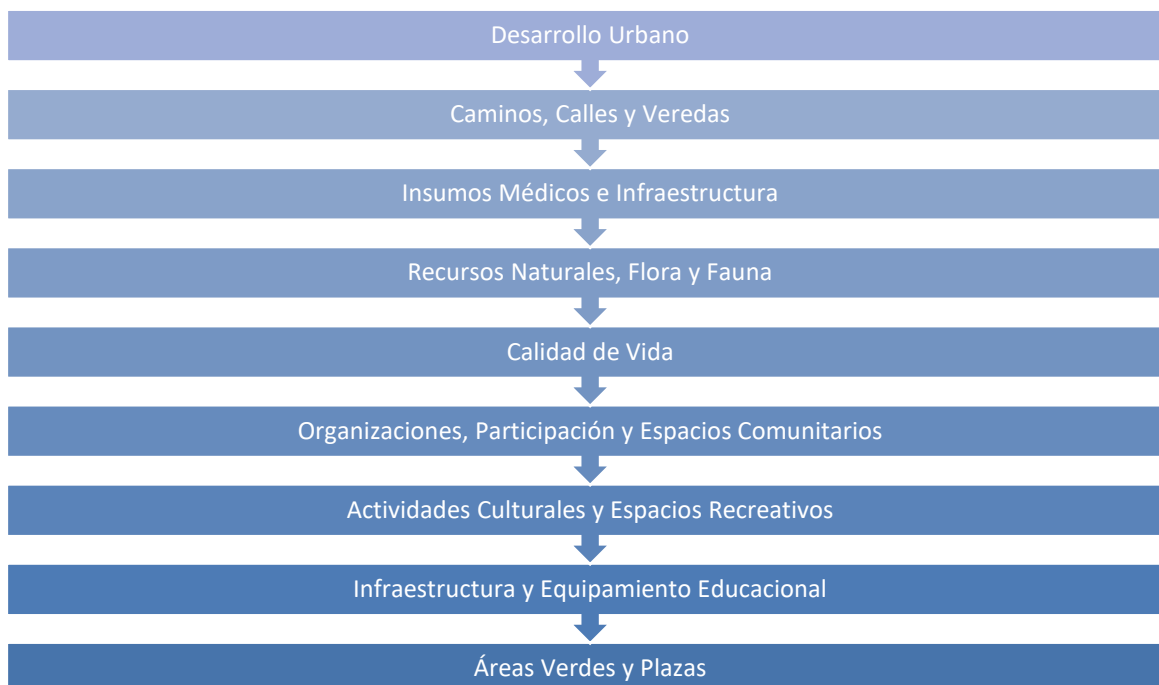 Desarrollo Urbano
Caminos, Calles y Veredas
Insumos Médicos e Infraestructura
Recursos Naturales, Flora y Fauna
Calidad de Vida
Organizaciones, Participación y Espacios Comunitarios
Actividades Culturales y Espacios Recreativos
Infraestructura y Equipamiento Educacional
Áreas Verdes y Plazas